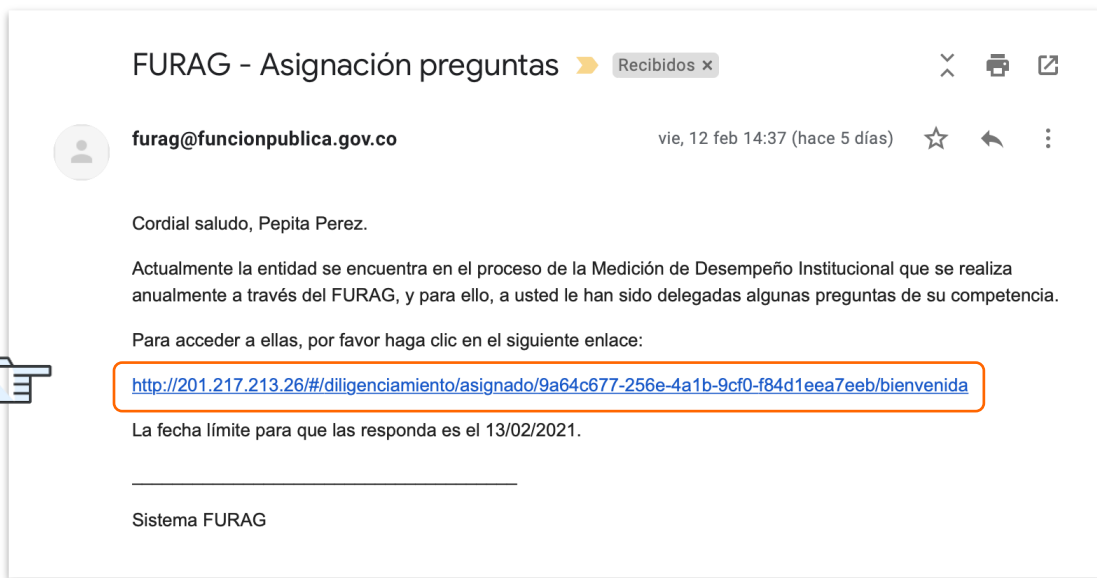 FURAG - Asignación preguntas
Recibidos ×
furag@funcionpublica.gov.co
vie, 12 feb 14:37 (hace 5 días)
Cordial saludo, Pepita Perez.
Actualmente la entidad se encuentra en el proceso de la Medición de Desempeño Institucional que se realiza
anualmente a través del FURAG, y para ello, a usted le han sido delegadas algunas preguntas de su competencia.
Para acceder a ellas, por favor haga clic en el siguiente enlace:
http://201.217.213.26/#/diligenciamiento/asignado/9a64c677-256e-4a1b-9cf0-f84d1eea7eeb/bienvenida
La fecha límite para que las responda es el 13/02/2021.
Sistema FURAG